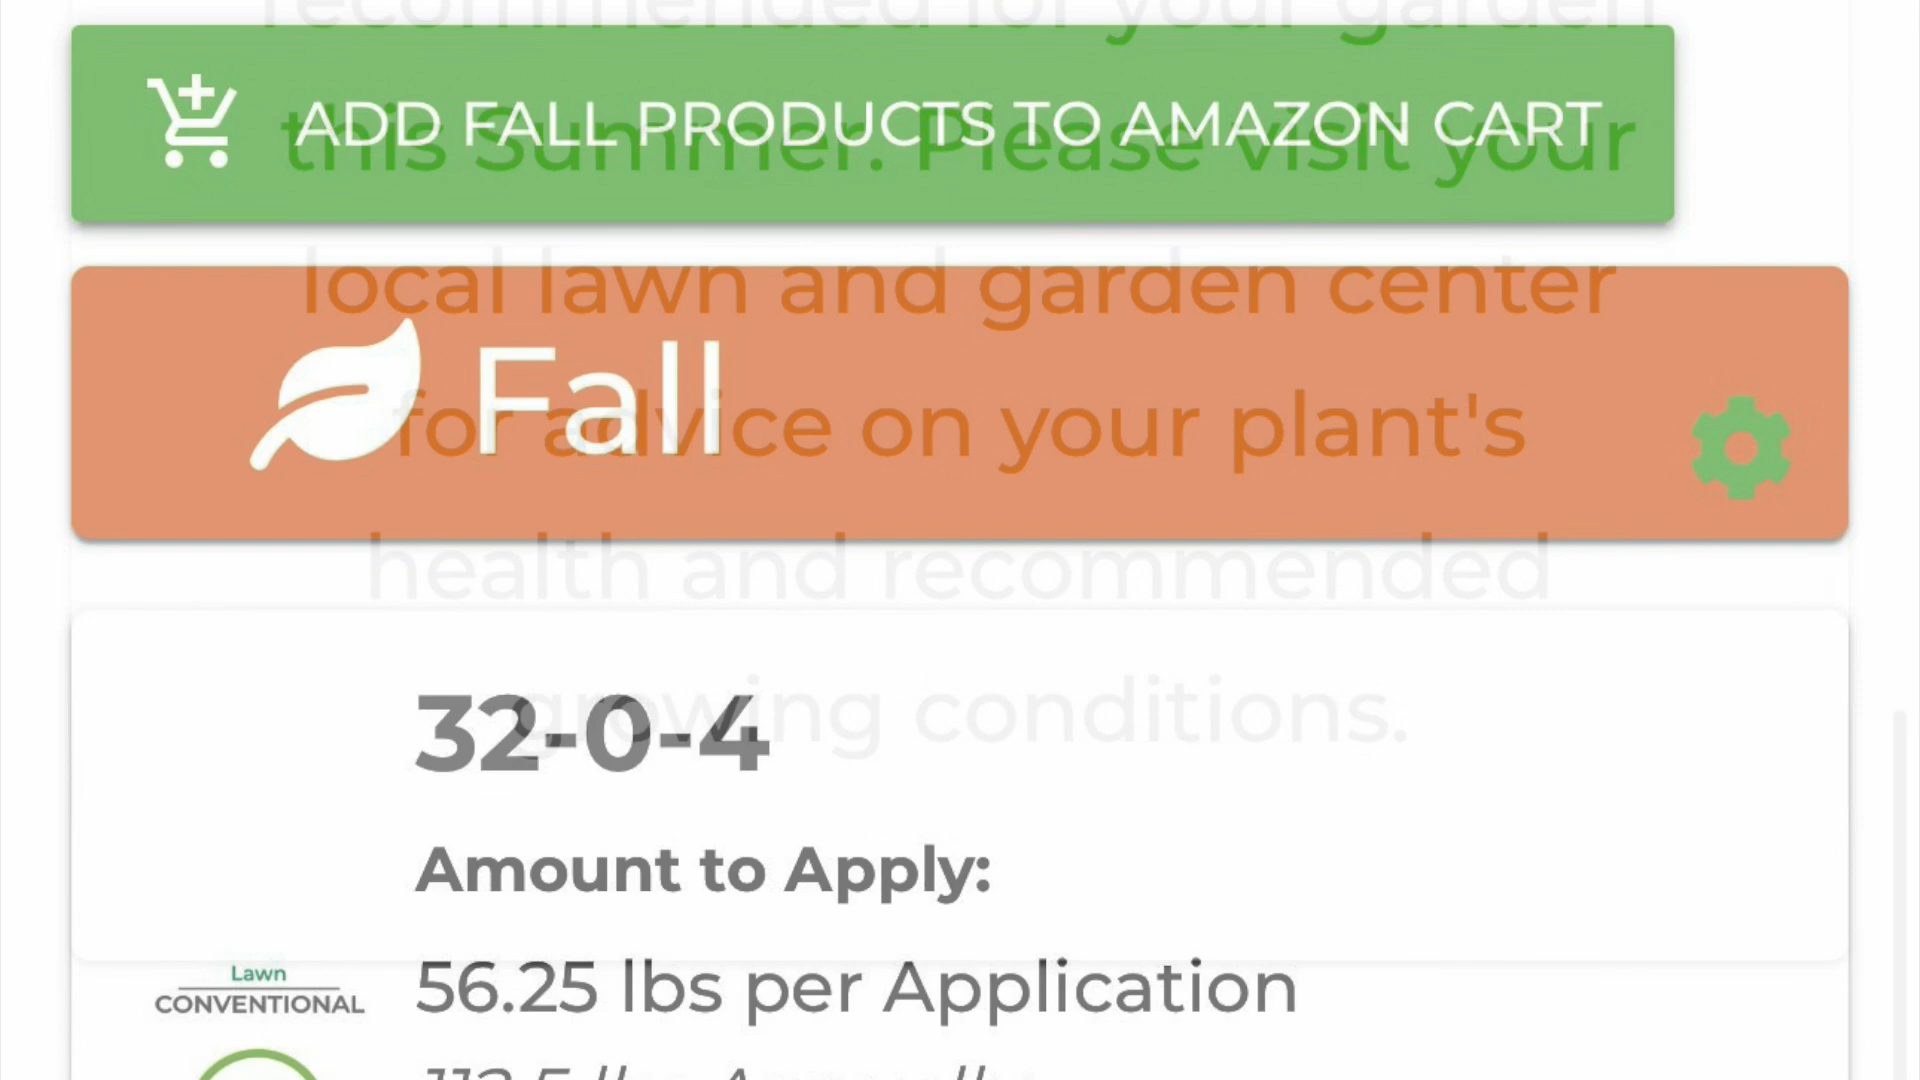 recommended for your garden
ADD FALL PRODUCTS TO AMAZON CART
this Summer. Please visit your
local lawn and garden center
Fall
for advice on your plant's
health and recommended
32-0-4
growing conditions.
Amount to Apply:
Lawn
CONVENTIONAL
56.25 lbs per Application